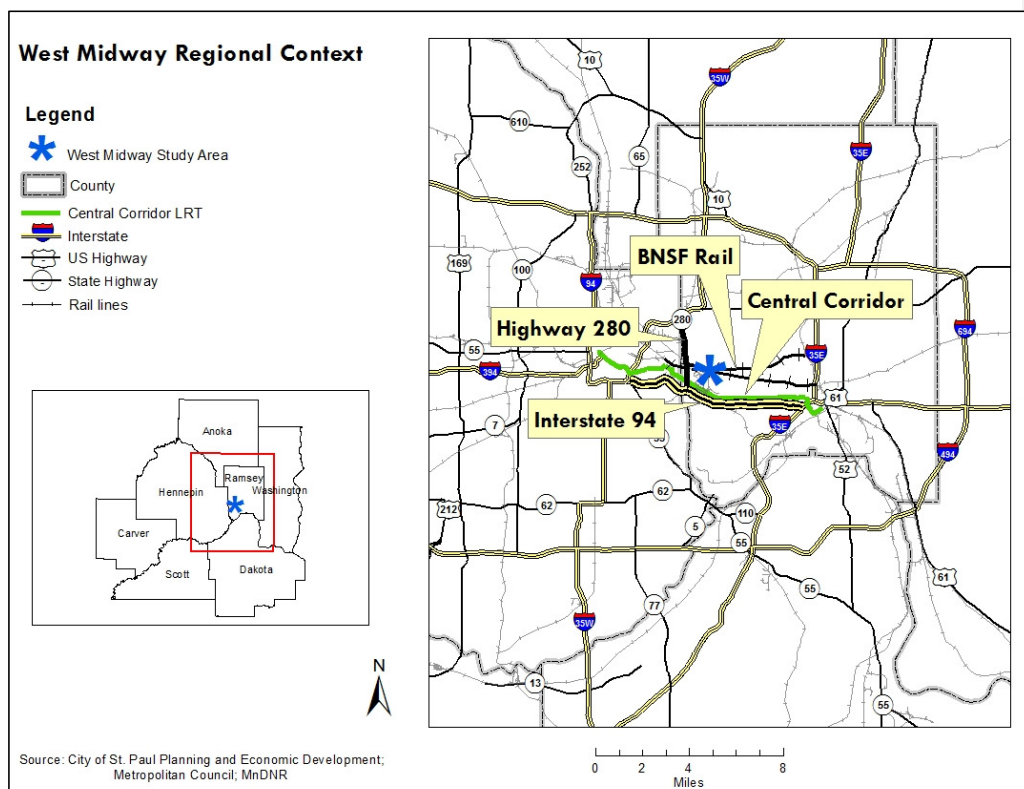 West Midway Regional Context
Legend
West Midway Study Area
County
Central Corridor LRT
Interstate
US Highway
State Highway
Rail lines
Anoka
Ramsey
Hennepin
Washington
Carver
Scott
Dakota
N
Source: City of St. Paul Planning and Economic Development;
Metropolitan Council; MnDNR
10
35W
610
65
35E
252
10
169
100
94
BNSF Rail
Central Corridor
280
Highway 280
694
55
394
35E
61
Interstate 94
7
35E
494
52
62
212
62
110
5
55
61
55
77
35W
13
55
0 2 4 8
Miles